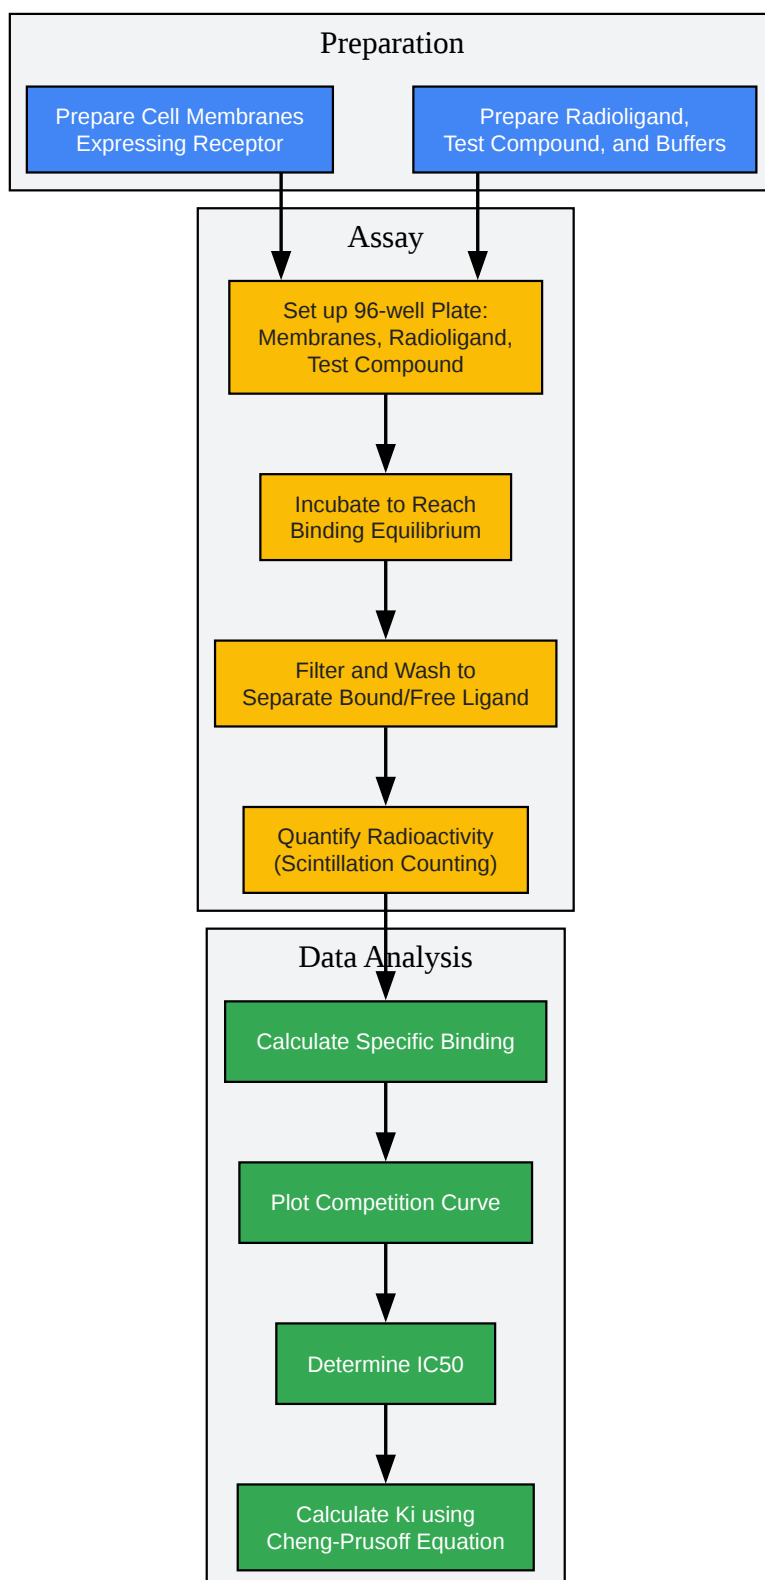 Preparation
Prepare Cell Membranes
Expressing Receptor
Prepare Radioligand,
Test Compound, and Buffers
Assay
Set up 96-well Plate:
Membranes, Radioligand,
Test Compound
Incubate to Reach
Binding Equilibrium
Filter and Wash to
Separate Bound/Free Ligand
Quantify Radioactivity
(Scintillation Counting)
Data Analysis
Calculate Specific Binding
Plot Competition Curve
Determine IC50
Calculate Ki using
Cheng-Prusoff Equation